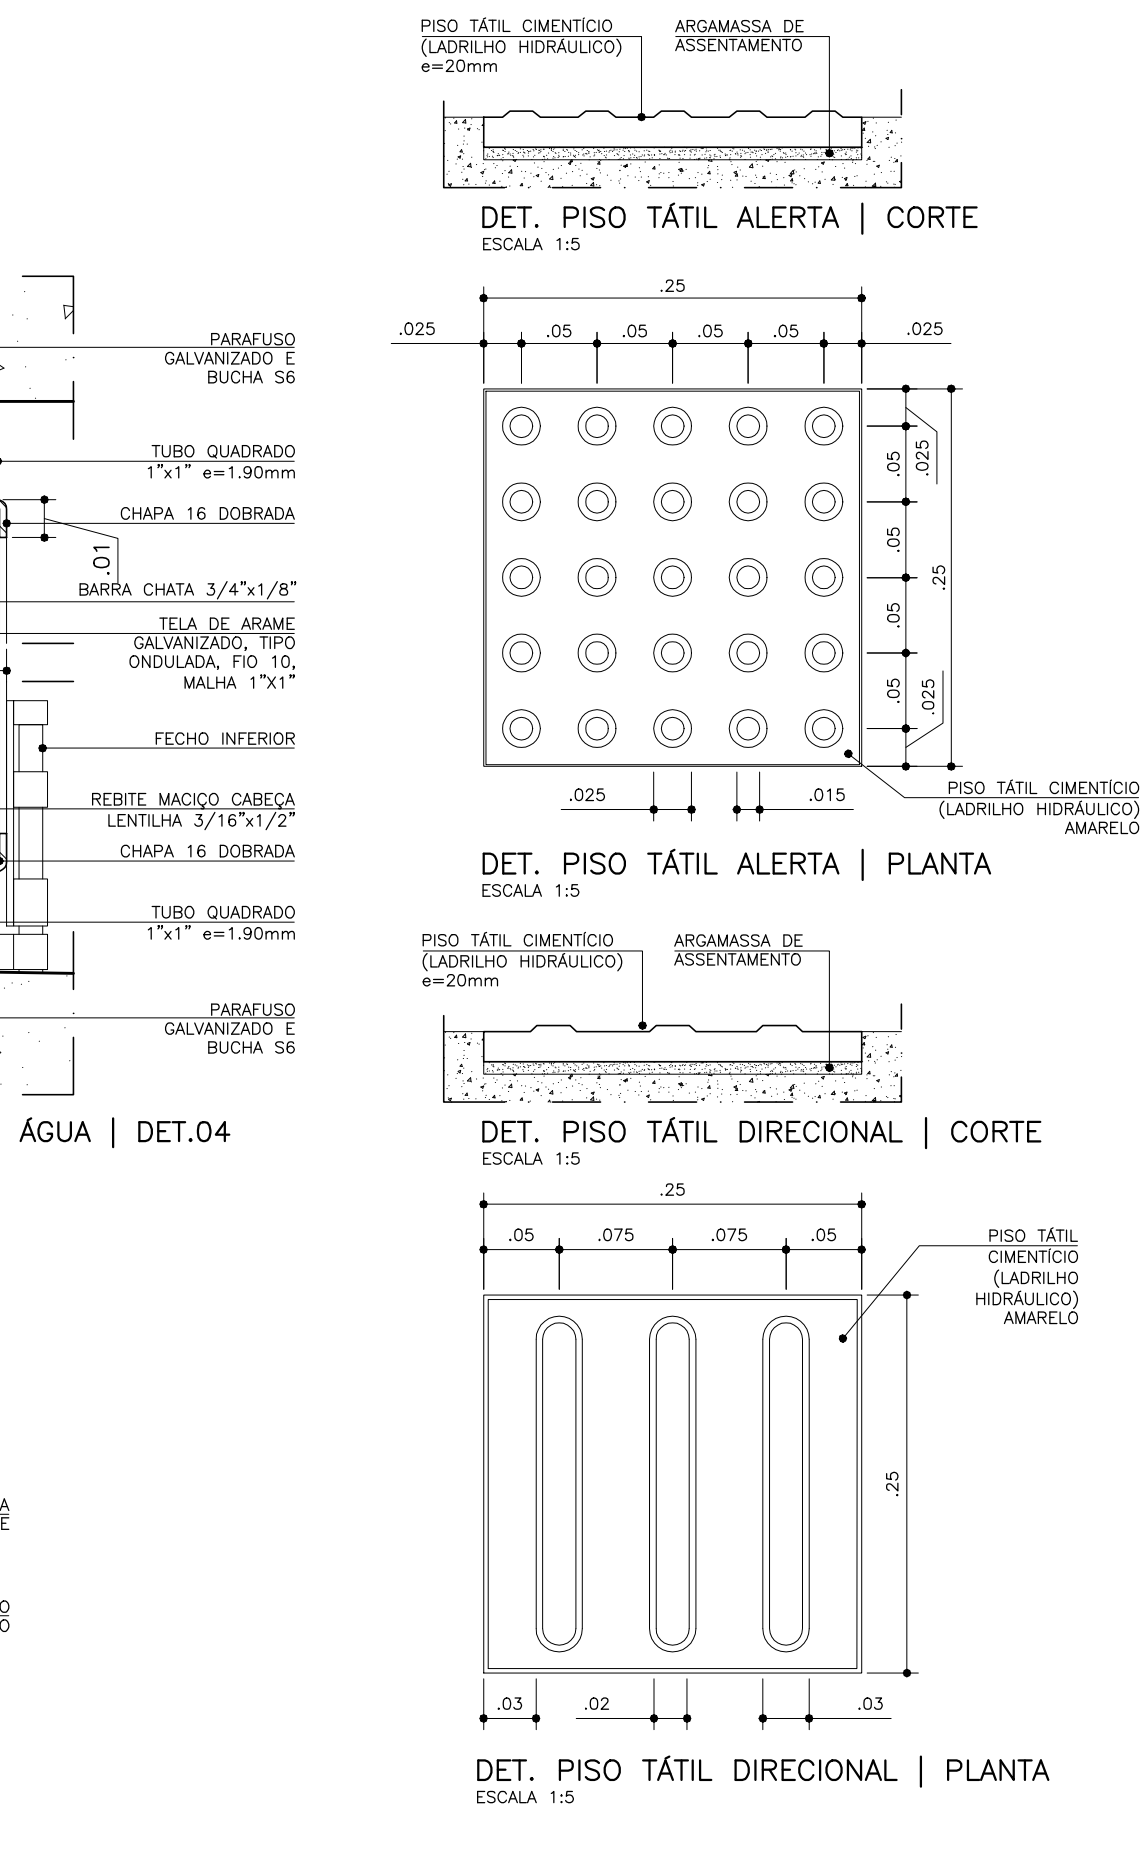 PISO TÁTIL CIMENTÍCIO
(LADRILHO HIDRÁULICO)
e=20mm
ARGAMASSA DE
ASSENTAMENTO
DET. PISO TÁTIL ALERTA | CORTE
ESCALA 1:5
.25
.025
.05
.05
.05
.05
.025
.05
.025
.05
.25
.05
.05
.025
.025
.015
PISO TÁTIL CIMENTÍCIO
(LADRILHO HIDRÁULICO)
AMARELO
DET. PISO TÁTIL ALERTA | PLANTA
ESCALA 1:5
PARAFUSO
GALVANIZADO E
BUCHA S6
TUBO QUADRADO
1"x1" e=1.90mm
CHAPA 16 DOBRADA
.01
BARRA CHATA 3/4"x1/8"
TELA DE ARAME
GALVANIZADO, TIPO
ONDULADA, FIO 10,
MALHA 1"X1"
FECHO INFERIOR
REBITE MACIÇO CABEÇA
LENTILHA 3/16"x1/2"
CHAPA 16 DOBRADA
TUBO QUADRADO
1"x1" e=1.90mm
PARAFUSO
GALVANIZADO E
BUCHA S6
ÁGUA | DET.04
PISO TÁTIL CIMENTÍCIO
(LADRILHO HIDRÁULICO)
e=20mm
ARGAMASSA DE
ASSENTAMENTO
DET. PISO TÁTIL DIRECIONAL | CORTE
ESCALA 1:5
.25
.05
.075
.075
.05
PISO TÁTIL
CIMENTÍCIO
(LADRILHO
HIDRÁULICO)
AMARELO
.25
.03
.02
.03
DET. PISO TÁTIL DIRECIONAL | PLANTA
ESCALA 1:5
A
E
O
O